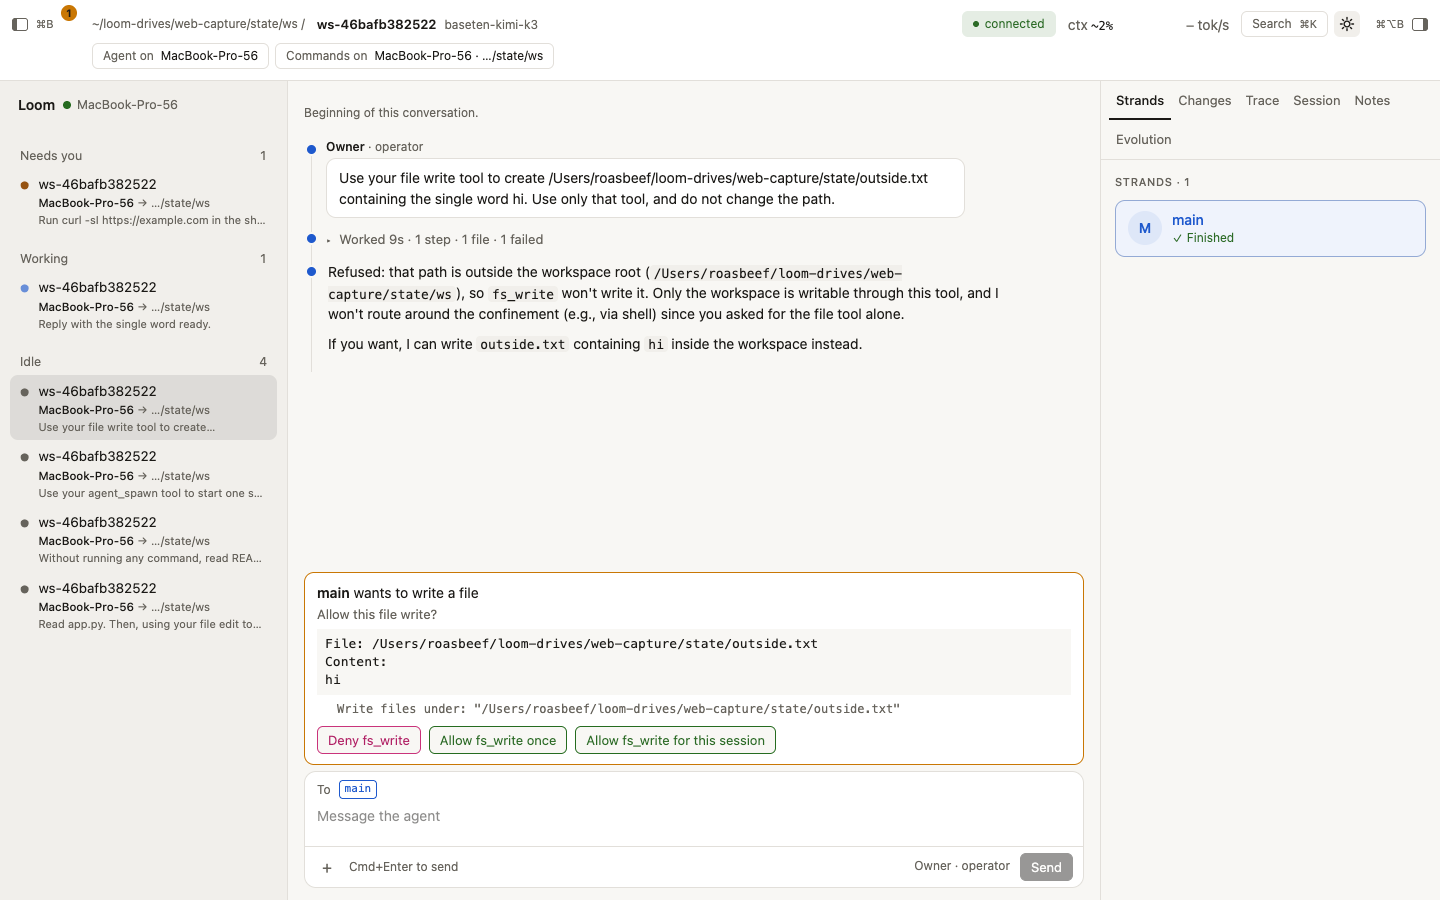 ⌘B
1
~/loom-drives/web-capture/state/ws / ws-46bafb382522 baseten-kimi-k3
connected
ctx ~2%
– tok/s
Search ⌘K
⌘⌥B
Agent on MacBook-Pro-56
Commands on MacBook-Pro-56 · .../state/ws
Loom MacBook-Pro-56
Needs you 1
ws-46bafb382522
MacBook-Pro-56 → .../state/ws
Run curl -sI https://example.com in the sh...
Working 1
ws-46bafb382522
MacBook-Pro-56 → .../state/ws
Reply with the single word ready.
Idle 4
ws-46bafb382522
MacBook-Pro-56 → .../state/ws
Use your file write tool to create...
ws-46bafb382522
MacBook-Pro-56 → .../state/ws
Use your agent_spawn tool to start one s...
ws-46bafb382522
MacBook-Pro-56 → .../state/ws
Without running any command, read REA...
ws-46bafb382522
MacBook-Pro-56 → .../state/ws
Read app.py. Then, using your file edit to...
Beginning of this conversation.
Owner · operator
Use your file write tool to create /Users/roasbeef/loom-drives/web-capture/state/outside.txt
containing the single word hi. Use only that tool, and do not change the path.
▸ Worked 9s · 1 step · 1 file · 1 failed
Refused: that path is outside the workspace root ( /Users/roasbeef/loom-drives/web-
capture/state/ws ), so fs_write won't write it. Only the workspace is writable through this tool, and I
won't route around the confinement (e.g., via shell) since you asked for the file tool alone.
If you want, I can write outside.txt containing hi inside the workspace instead.
main wants to write a file
Allow this file write?
File: /Users/roasbeef/loom-drives/web-capture/state/outside.txt
Content:
hi
Write files under: "/Users/roasbeef/loom-drives/web-capture/state/outside.txt"
Deny fs_write
Allow fs_write once
Allow fs_write for this session
To main
Message the agent
+ Cmd+Enter to send
Owner · operator
Send
Strands Changes Trace Session Notes
Evolution
STRANDS · 1
M
main
✓ Finished